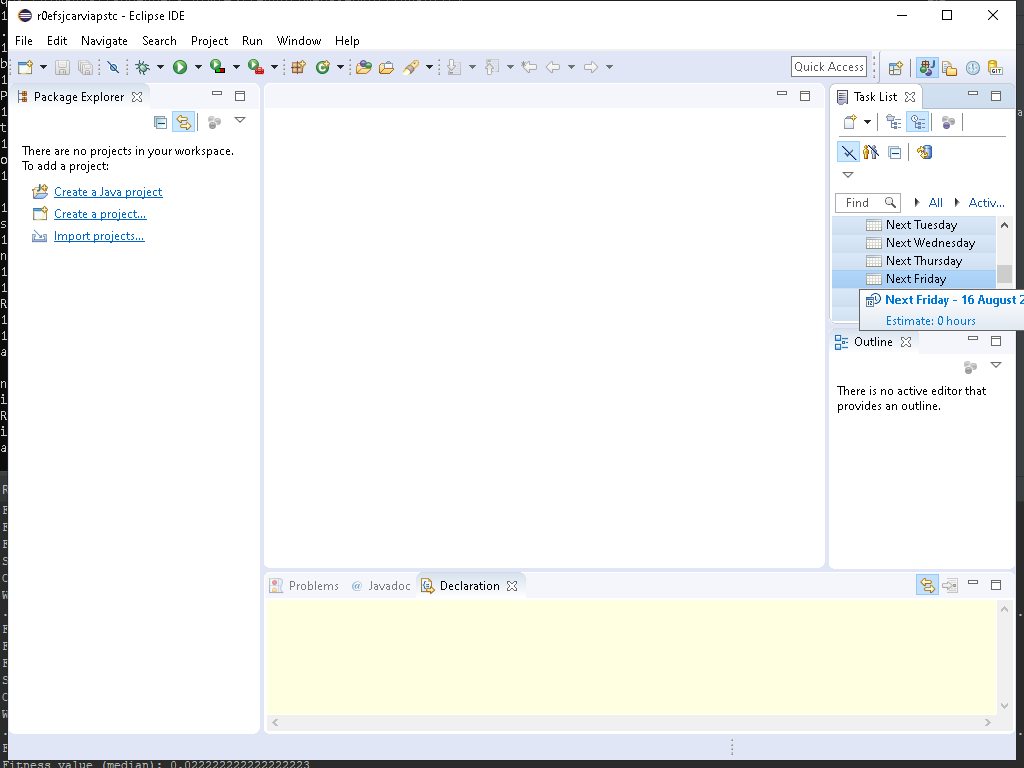 r0efsjcarviapstc - Eclipse IDE
File Edit Navigate Search Project Run Window Help
Quick Access
Package Explorer
There are no projects in your workspace.
To add a project:
Create a Java project
Create a project...
Import projects...
Task List
Find
All
Activ...
Next Tuesday
Next Wednesday
Next Thursday
Next Friday
Next Friday - 16 August 2
Estimate: 0 hours
Outline
There is no active editor that
provides an outline.
Problems
@ Javadoc
Declaration
Fitness value (median): 0.022222222222222223